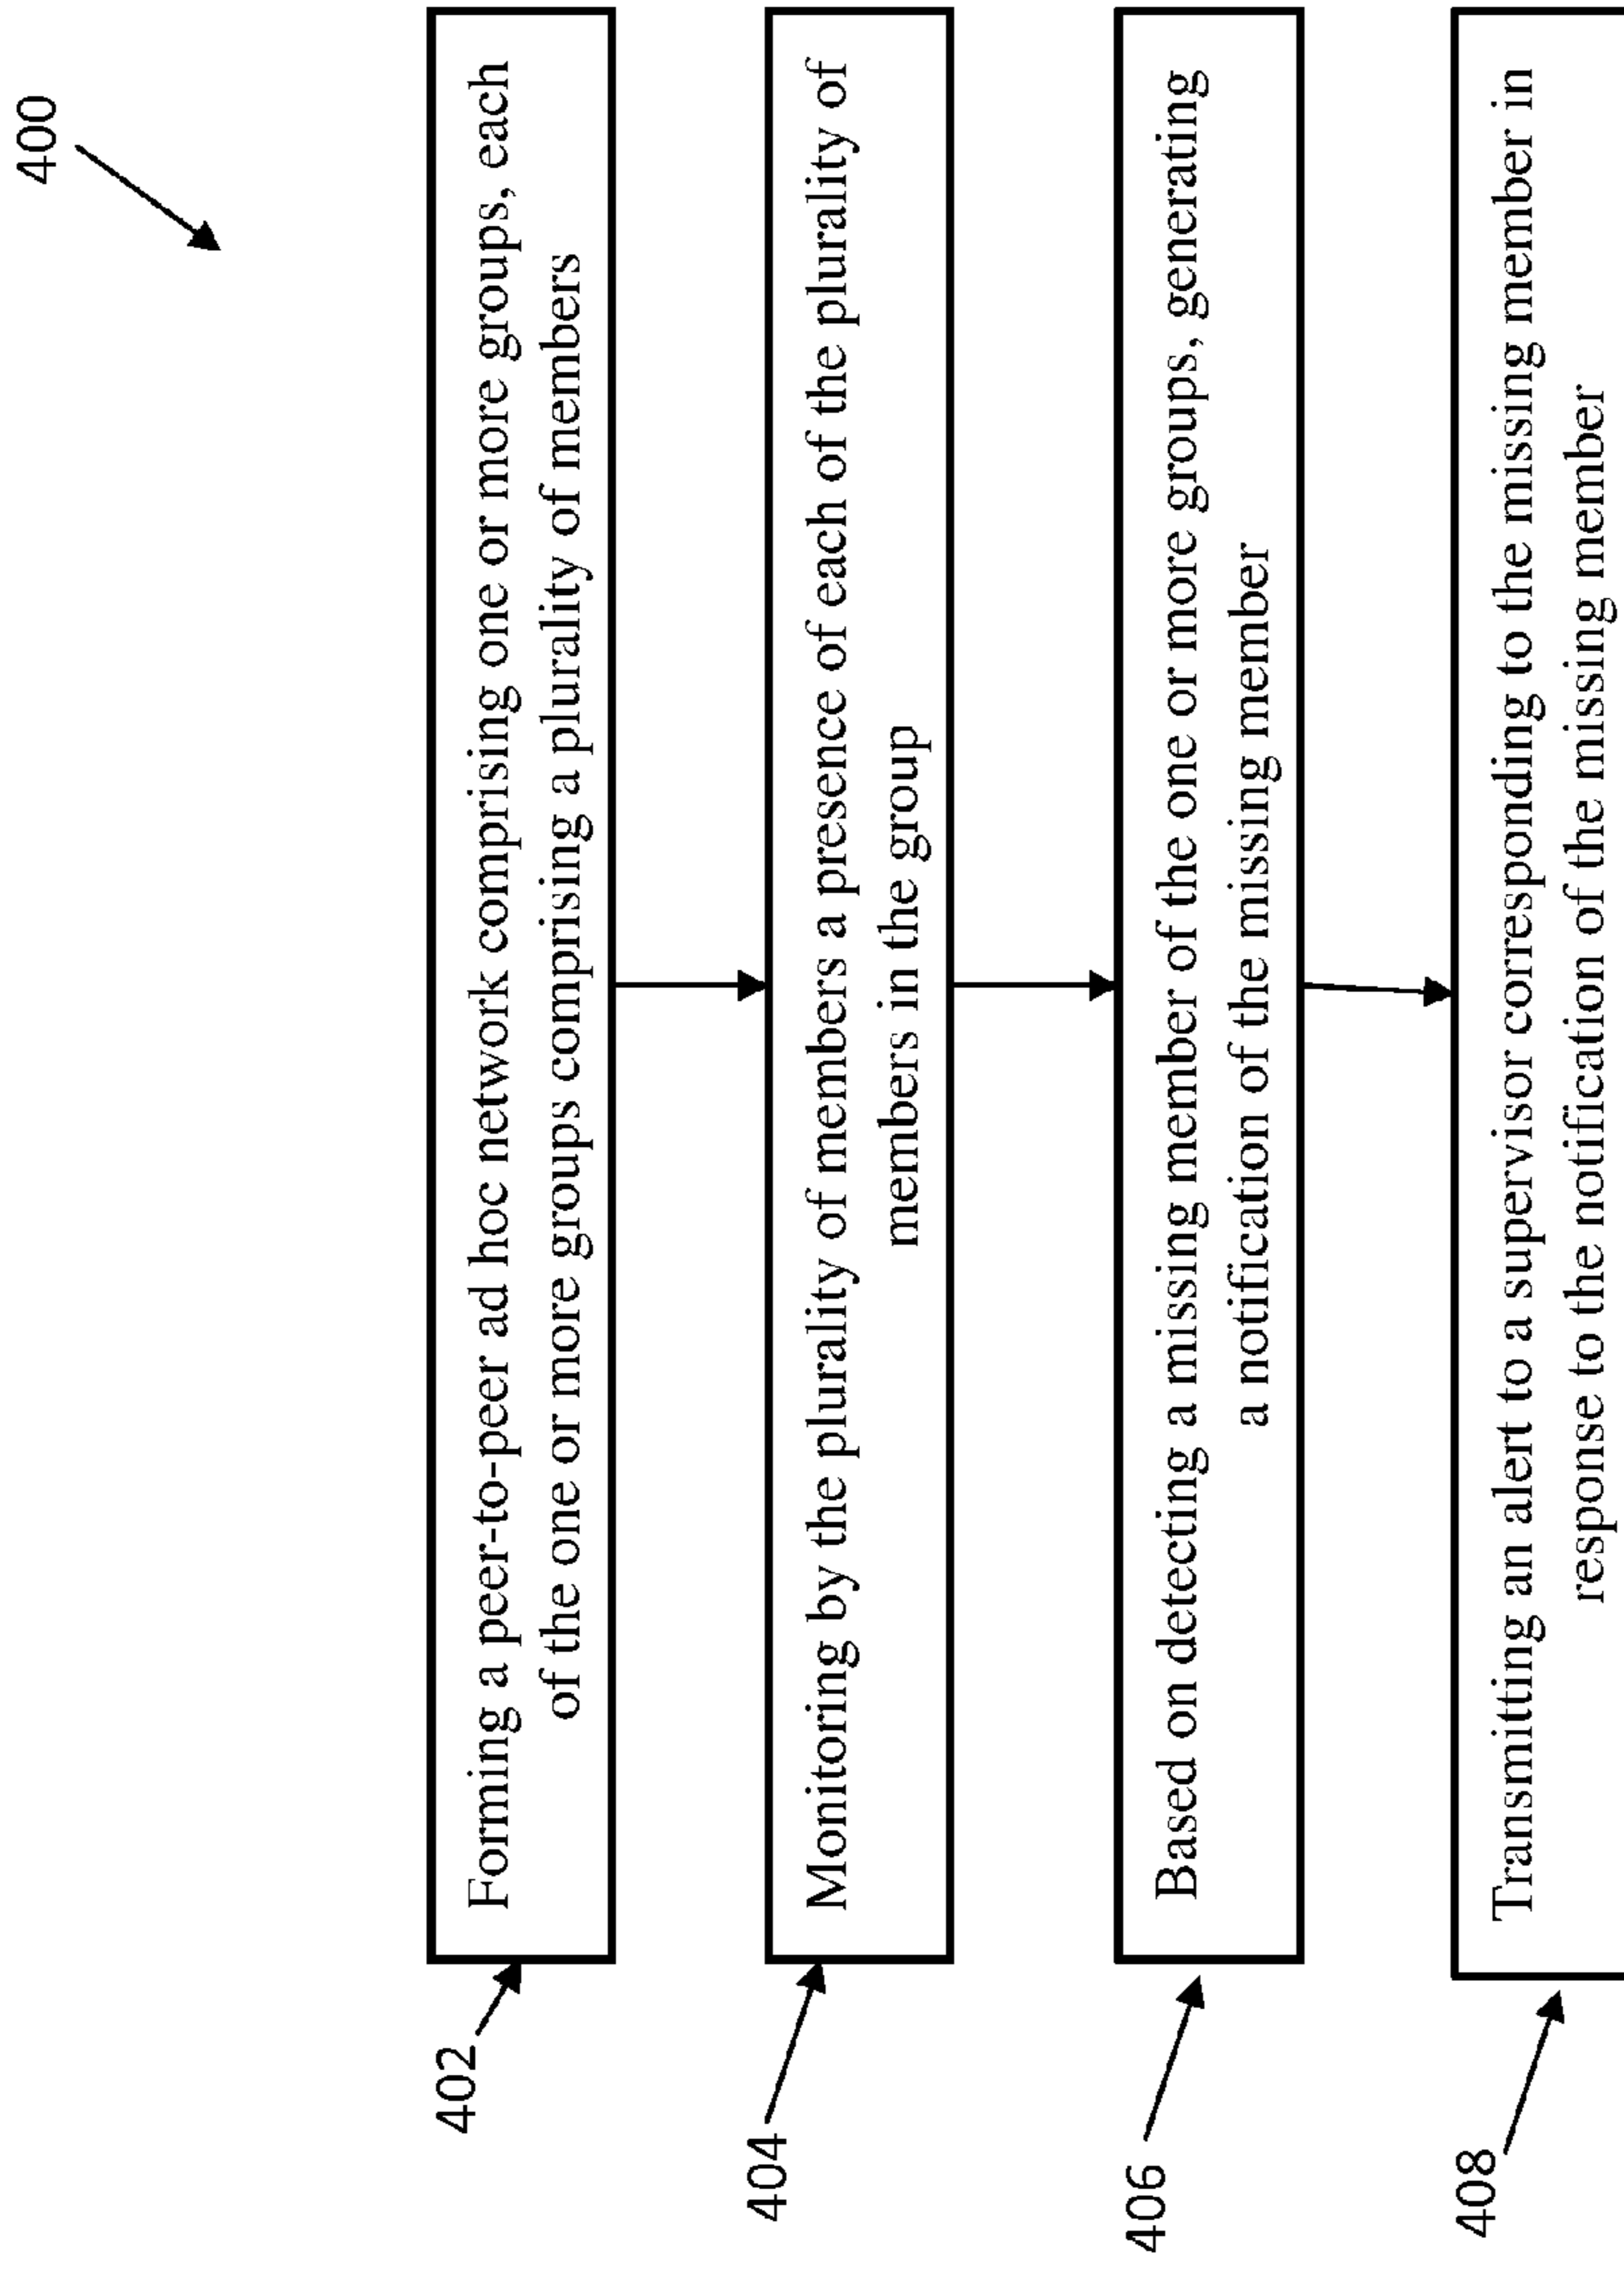 400
402
Forming a peer-to-peer ad hoc network comprising one or more groups, each
of the one or more groups comprising a plurality of members
404
Monitoring by the plurality of members a presence of each of the plurality of
members in the group
406
Based on detecting a missing member of the one or more groups, generating
a notification of the missing member
408
Transmitting an alert to a supervisor corresponding to the missing member in
response to the notification of the missing member